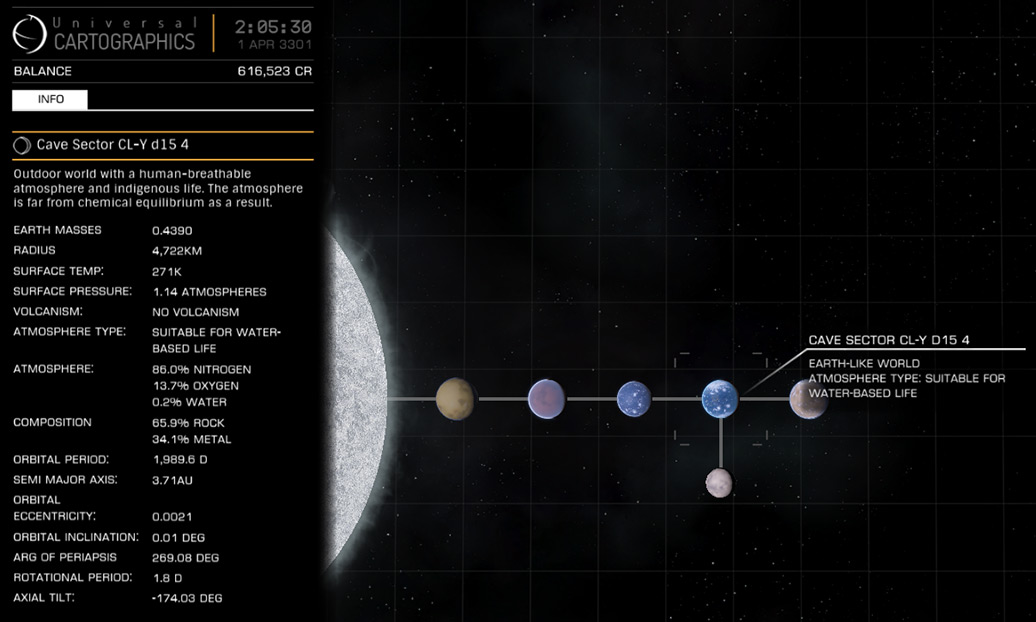 Universal
CARTOGRAPHICS
2:05:30
1 APR 3301
BALANCE 616,523 CR
INFO
Cave Sector CL-Y d15 4
Outdoor world with a human-breathable
atmosphere and indigenous life. The atmosphere
is far from chemical equilibrium as a result.
EARTH MASSES 0.4390
RADIUS 4,722KM
SURFACE TEMP: 271K
SURFACE PRESSURE: 1.14 ATMOSPHERES
VOLCANISM: NO VOLCANISM
ATMOSPHERE TYPE: SUITABLE FOR WATER-
BASED LIFE
ATMOSPHERE: 86.0% NITROGEN
13.7% OXYGEN
0.2% WATER
COMPOSITION 65.9% ROCK
34.1% METAL
ORBITAL PERIOD: 1,989.6 D
SEMI MAJOR AXIS: 3.71AU
ORBITAL
ECCENTRICITY: 0.0021
ORBITAL INCLINATION: 0.01 DEG
ARG OF PERIAPSIS 269.08 DEG
ROTATIONAL PERIOD: 1.8 D
AXIAL TILT: -174.03 DEG
CAVE SECTOR CL-Y D15 4
EARTH-LIKE WORLD
ATMOSPHERE TYPE: SUITABLE FOR
WATER-BASED LIFE